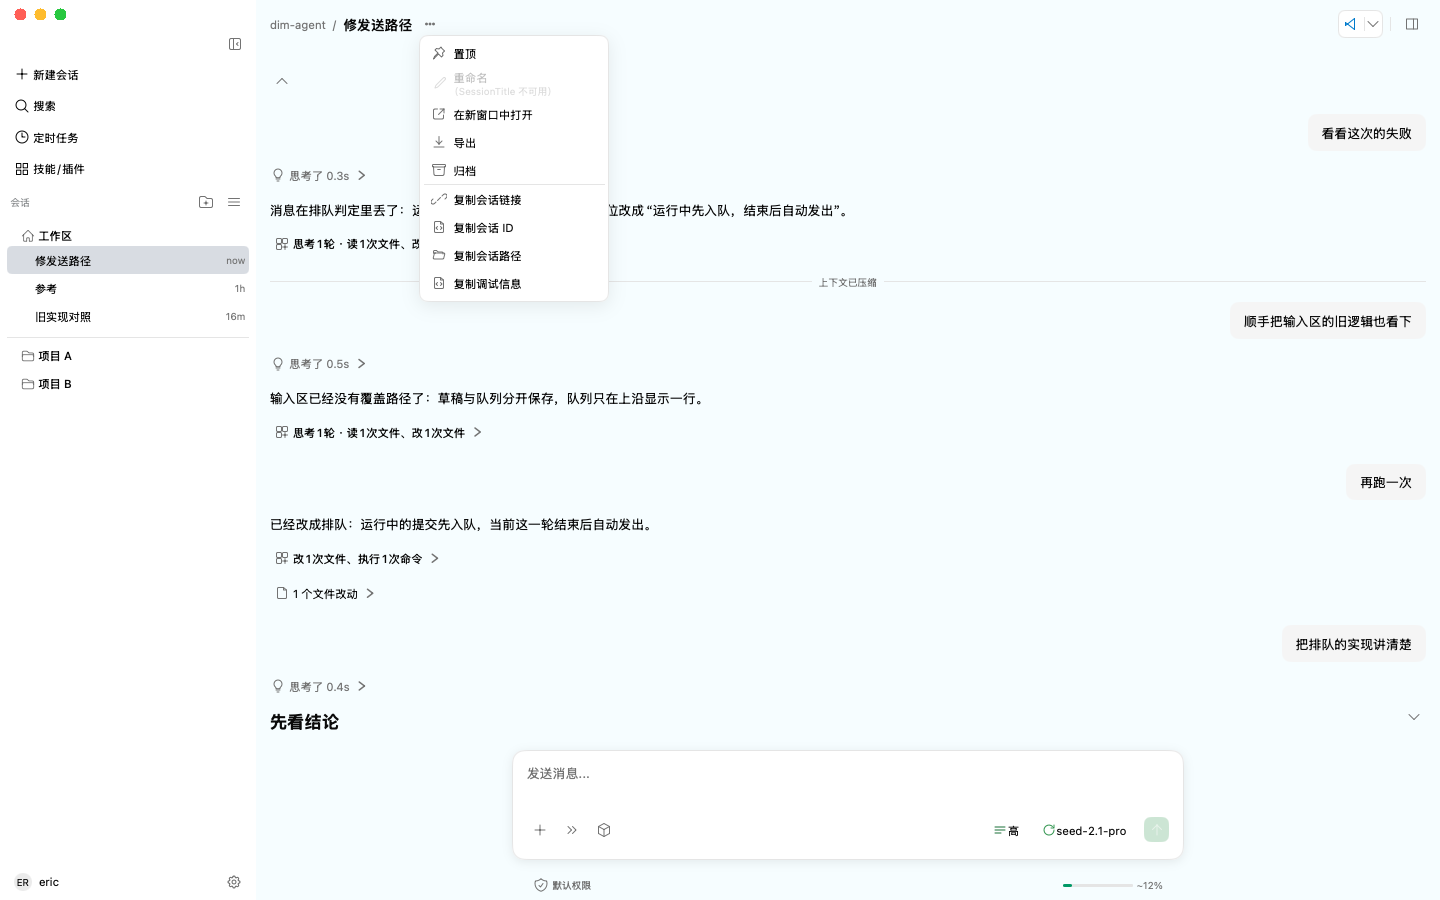 dim-agent / 修发送路径
新建会话
搜索
定时任务
技能/插件
会话
工作区
修发送路径 now
参考 1h
旧实现对照 16m
项目 A
项目 B
ER eric
置顶
重命名
(SessionTitle 不可用)
在新窗口中打开
导出
归档
复制会话链接
复制会话 ID
复制会话路径
复制调试信息
看看这次的失败
思考了 0.3s
消息在排队判定里丢了：
位改成 “运行中先入队，结束后自动发出”。
思考1轮 · 读1次文件、改
上下文已压缩
顺手把输入区的旧逻辑也看下
思考了 0.5s
输入区已经没有覆盖路径了：草稿与队列分开保存，队列只在上沿显示一行。
思考1轮 · 读1次文件、改1次文件
再跑一次
已经改成排队：运行中的提交先入队，当前这一轮结束后自动发出。
改1次文件、执行1次命令
1 个文件改动
把排队的实现讲清楚
思考了 0.4s
先看结论
发送消息...
高 seed-2.1-pro
默认权限 ~12%